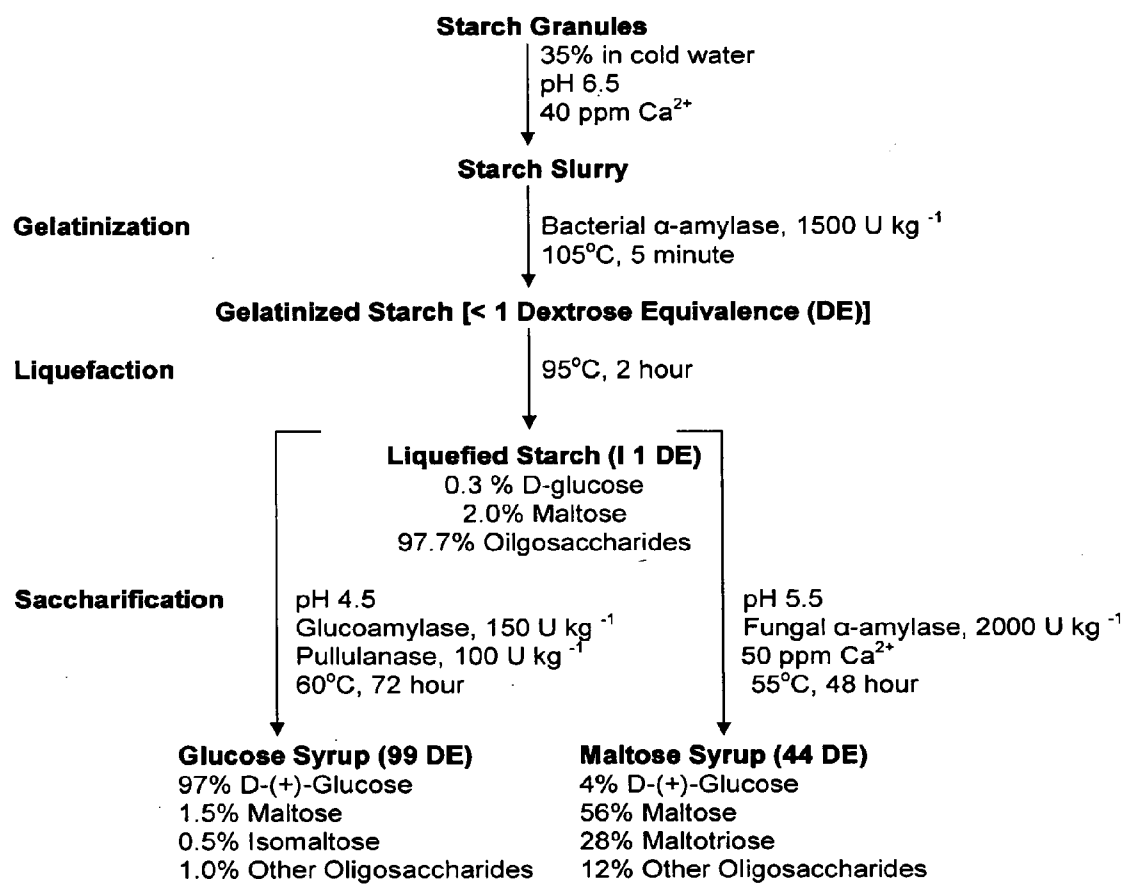 Starch Granules
35% in cold water
pH 6.5
40 ppm Ca²⁺
Starch Slurry
Gelatinization
Bacterial α-amylase, 1500 U kg ⁻¹
105°C, 5 minute
Gelatinized Starch [< 1 Dextrose Equivalence (DE)]
Liquefaction
95°C, 2 hour
Liquefied Starch (I 1 DE)
0.3 % D-glucose
2.0% Maltose
97.7% Oilgosaccharides
Saccharification
pH 4.5
Glucoamylase, 150 U kg ⁻¹
Pullulanase, 100 U kg ⁻¹
60°C, 72 hour
pH 5.5
Fungal α-amylase, 2000 U kg ⁻¹
50 ppm Ca²⁺
55°C, 48 hour
Glucose Syrup (99 DE)
97% D-(+)-Glucose
1.5% Maltose
0.5% Isomaltose
1.0% Other Oligosaccharides
Maltose Syrup (44 DE)
4% D-(+)-Glucose
56% Maltose
28% Maltotriose
12% Other Oligosaccharides